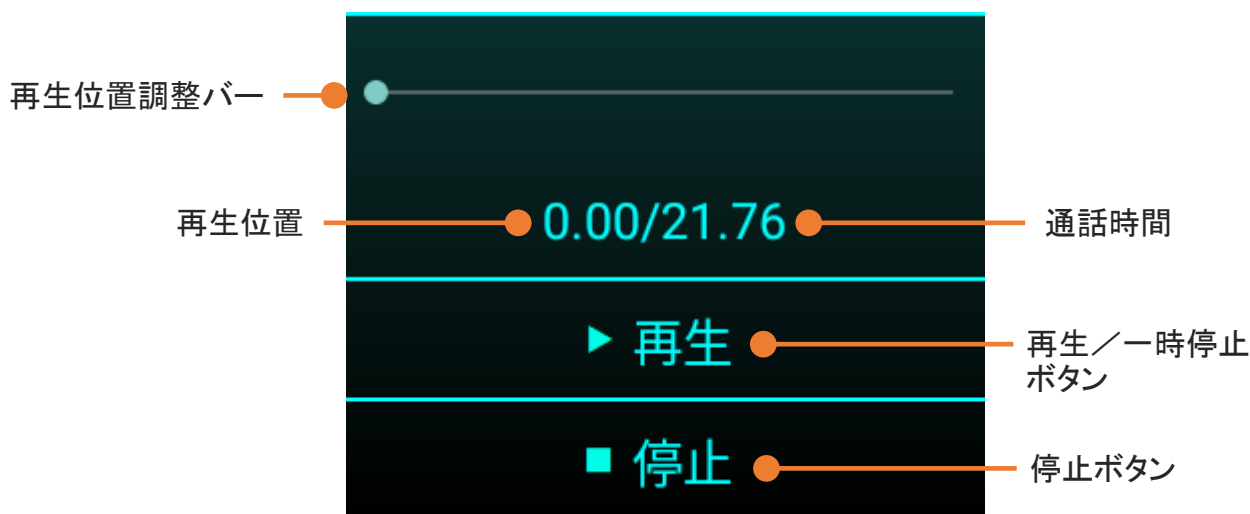 再生位置調整バー
再生位置
0.00/21.76
通話時間
▶ 再生
再生／一時停止
ボタン
■ 停止
停止ボタン